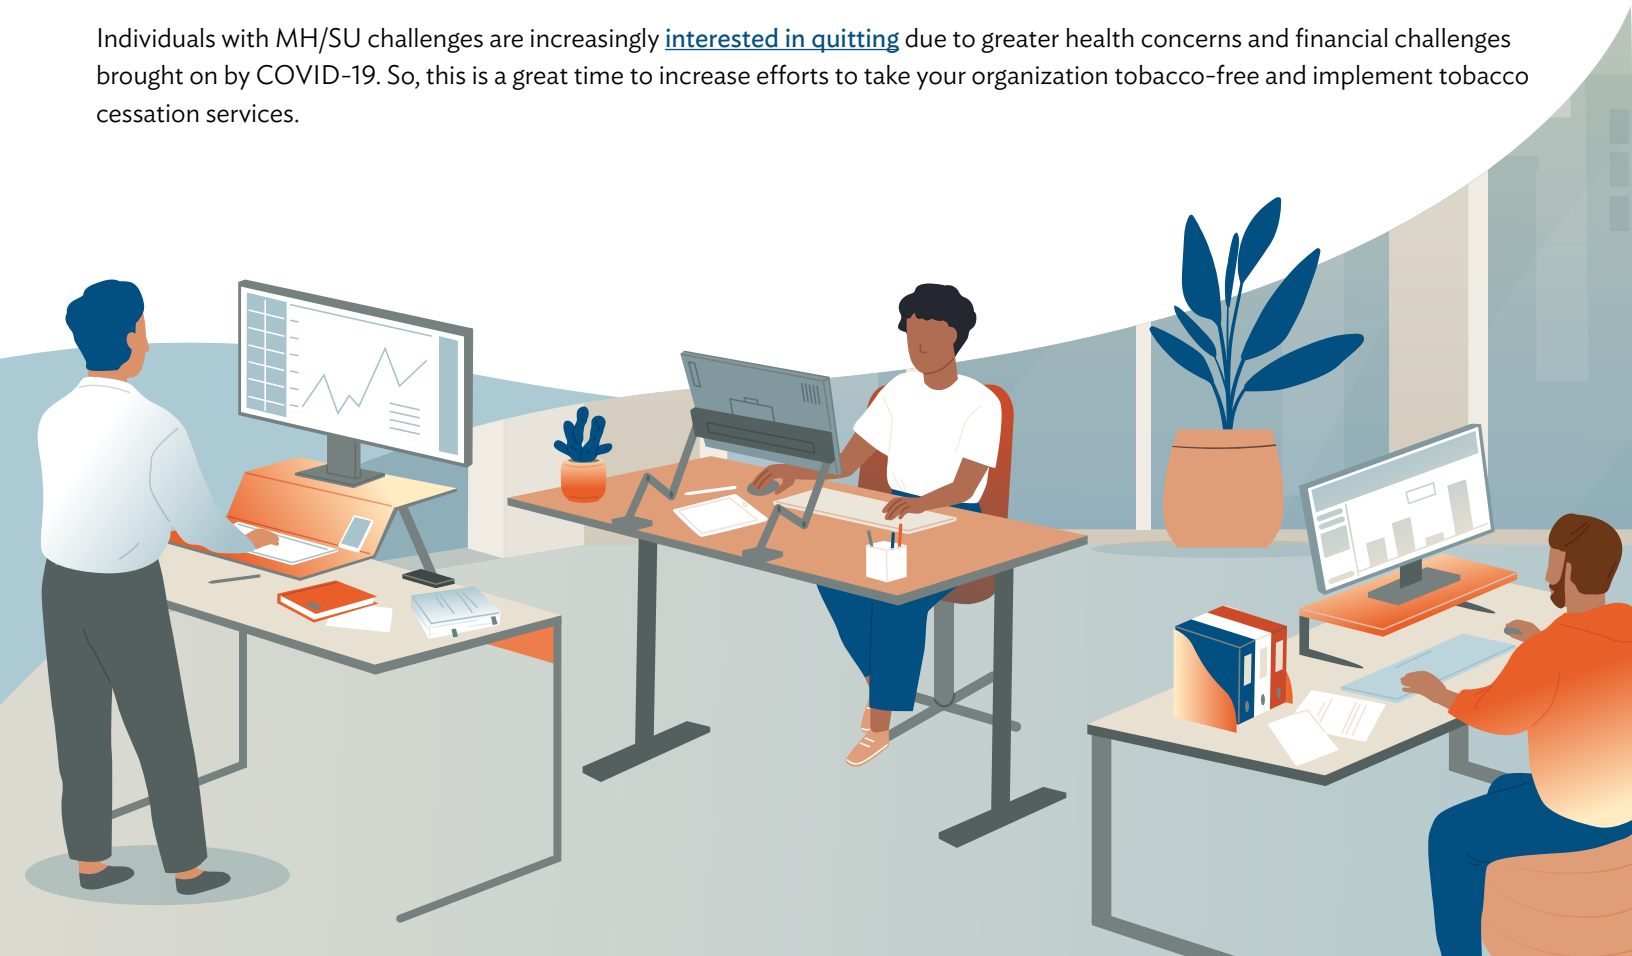 Individuals with MH/SU challenges are increasingly interested in quitting due to greater health concerns and financial challenges
brought on by COVID-19. So, this is a great time to increase efforts to take your organization tobacco-free and implement tobacco
cessation services.